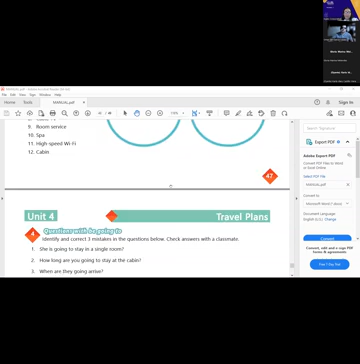 MANUAL.pdf - Adobe Acrobat Reader DC (32-bit)
File Edit View Sign Window Help
Home Tools MANUAL.pdf ×
Sign In
9. Room service
10. Spa
11. High-speed Wi-Fi
12. Cabin
47
Unit 4
Travel Plans
4 Questions with be going to
Identify and correct 3 mistakes in the questions below. Check answers with a classmate.
1. She is going to stay in a single room?
2. How long are you going to stay at the cabin?
3. When are they going arrive?
Export PDF
Adobe Export PDF
Convert PDF Files to Word
or Excel Online
Select PDF File
MANUAL.pdf ×
Convert to
Microsoft Word (*.docx)
Document Language:
English (U.S.) Change
Convert
Convert, edit and e-sign PDF
forms & agreements
Free 7-Day Trial